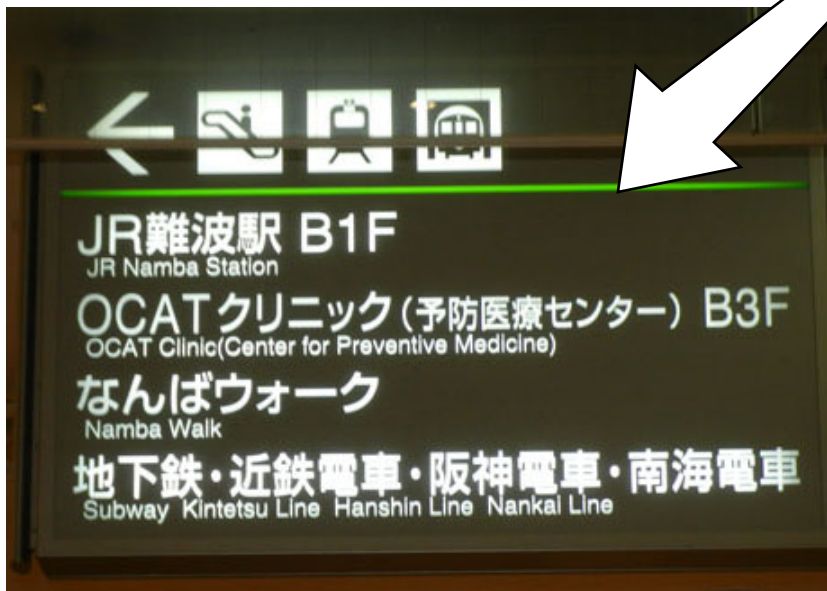 JR難波駅 B1F
JR Namba Station
OCATクリニック(予防医療センター) B3F
OCAT Clinic(Center for Preventive Medicine)
なんばウォーク
Namba Walk
地下鉄・近鉄電車・阪神電車・南海電車
Subway Kintetsu Line Hanshin Line Nankai Line